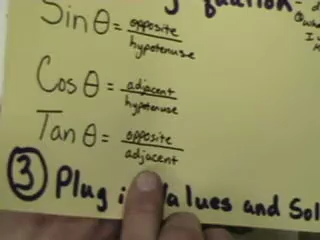 Sinθ = opposite / hypotenuse
Cosθ = adjacent / hypotenuse
Tanθ = opposite / adjacent
③ Plug alues and Sol